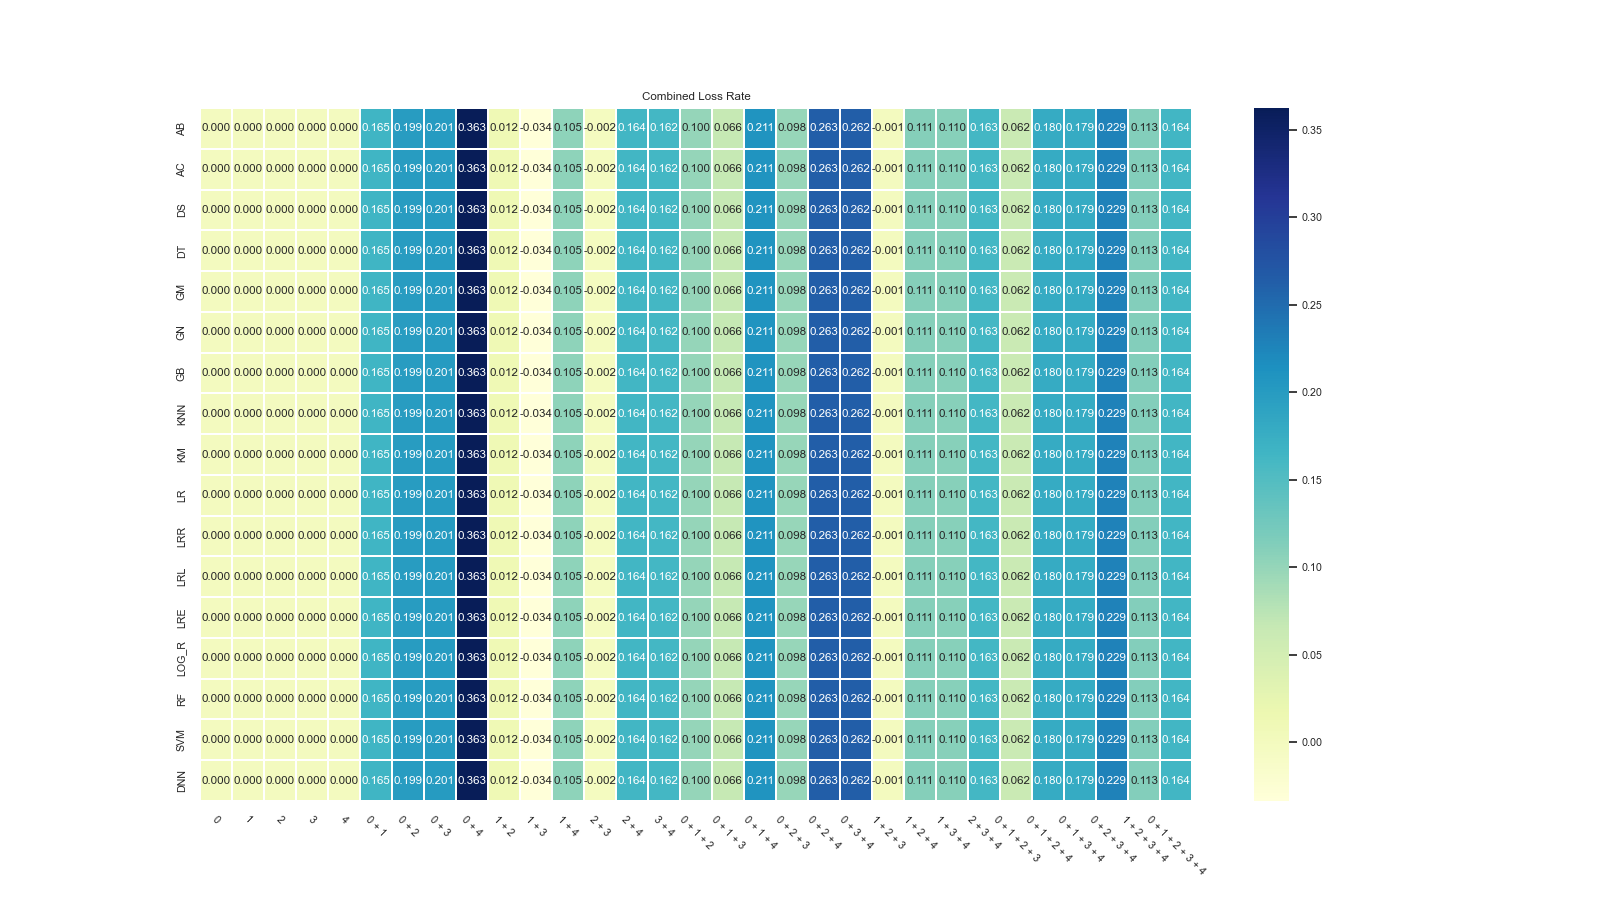 Combined Loss Rate
AB 0.000 0.000 0.000 0.000 0.000 0.165 0.199 0.201 0.363 0.012 -0.034 0.105 -0.002 0.164 0.162 0.100 0.066 0.211 0.098 0.263 0.262 -0.001 0.111 0.110 0.163 0.062 0.180 0.179 0.229 0.113 0.164
AC 0.000 0.000 0.000 0.000 0.000 0.165 0.199 0.201 0.363 0.012 -0.034 0.105 -0.002 0.164 0.162 0.100 0.066 0.211 0.098 0.263 0.262 -0.001 0.111 0.110 0.163 0.062 0.180 0.179 0.229 0.113 0.164
DS 0.000 0.000 0.000 0.000 0.000 0.165 0.199 0.201 0.363 0.012 -0.034 0.105 -0.002 0.164 0.162 0.100 0.066 0.211 0.098 0.263 0.262 -0.001 0.111 0.110 0.163 0.062 0.180 0.179 0.229 0.113 0.164
DT 0.000 0.000 0.000 0.000 0.000 0.165 0.199 0.201 0.363 0.012 -0.034 0.105 -0.002 0.164 0.162 0.100 0.066 0.211 0.098 0.263 0.262 -0.001 0.111 0.110 0.163 0.062 0.180 0.179 0.229 0.113 0.164
GM 0.000 0.000 0.000 0.000 0.000 0.165 0.199 0.201 0.363 0.012 -0.034 0.105 -0.002 0.164 0.162 0.100 0.066 0.211 0.098 0.263 0.262 -0.001 0.111 0.110 0.163 0.062 0.180 0.179 0.229 0.113 0.164
GN 0.000 0.000 0.000 0.000 0.000 0.165 0.199 0.201 0.363 0.012 -0.034 0.105 -0.002 0.164 0.162 0.100 0.066 0.211 0.098 0.263 0.262 -0.001 0.111 0.110 0.163 0.062 0.180 0.179 0.229 0.113 0.164
GB 0.000 0.000 0.000 0.000 0.000 0.165 0.199 0.201 0.363 0.012 -0.034 0.105 -0.002 0.164 0.162 0.100 0.066 0.211 0.098 0.263 0.262 -0.001 0.111 0.110 0.163 0.062 0.180 0.179 0.229 0.113 0.164
KNN 0.000 0.000 0.000 0.000 0.000 0.165 0.199 0.201 0.363 0.012 -0.034 0.105 -0.002 0.164 0.162 0.100 0.066 0.211 0.098 0.263 0.262 -0.001 0.111 0.110 0.163 0.062 0.180 0.179 0.229 0.113 0.164
KM 0.000 0.000 0.000 0.000 0.000 0.165 0.199 0.201 0.363 0.012 -0.034 0.105 -0.002 0.164 0.162 0.100 0.066 0.211 0.098 0.263 0.262 -0.001 0.111 0.110 0.163 0.062 0.180 0.179 0.229 0.113 0.164
LR 0.000 0.000 0.000 0.000 0.000 0.165 0.199 0.201 0.363 0.012 -0.034 0.105 -0.002 0.164 0.162 0.100 0.066 0.211 0.098 0.263 0.262 -0.001 0.111 0.110 0.163 0.062 0.180 0.179 0.229 0.113 0.164
LRR 0.000 0.000 0.000 0.000 0.000 0.165 0.199 0.201 0.363 0.012 -0.034 0.105 -0.002 0.164 0.162 0.100 0.066 0.211 0.098 0.263 0.262 -0.001 0.111 0.110 0.163 0.062 0.180 0.179 0.229 0.113 0.164
LRL 0.000 0.000 0.000 0.000 0.000 0.165 0.199 0.201 0.363 0.012 -0.034 0.105 -0.002 0.164 0.162 0.100 0.066 0.211 0.098 0.263 0.262 -0.001 0.111 0.110 0.163 0.062 0.180 0.179 0.229 0.113 0.164
LRE 0.000 0.000 0.000 0.000 0.000 0.165 0.199 0.201 0.363 0.012 -0.034 0.105 -0.002 0.164 0.162 0.100 0.066 0.211 0.098 0.263 0.262 -0.001 0.111 0.110 0.163 0.062 0.180 0.179 0.229 0.113 0.164
LOG_R 0.000 0.000 0.000 0.000 0.000 0.165 0.199 0.201 0.363 0.012 -0.034 0.105 -0.002 0.164 0.162 0.100 0.066 0.211 0.098 0.263 0.262 -0.001 0.111 0.110 0.163 0.062 0.180 0.179 0.229 0.113 0.164
RF 0.000 0.000 0.000 0.000 0.000 0.165 0.199 0.201 0.363 0.012 -0.034 0.105 -0.002 0.164 0.162 0.100 0.066 0.211 0.098 0.263 0.262 -0.001 0.111 0.110 0.163 0.062 0.180 0.179 0.229 0.113 0.164
SVM 0.000 0.000 0.000 0.000 0.000 0.165 0.199 0.201 0.363 0.012 -0.034 0.105 -0.002 0.164 0.162 0.100 0.066 0.211 0.098 0.263 0.262 -0.001 0.111 0.110 0.163 0.062 0.180 0.179 0.229 0.113 0.164
DNN 0.000 0.000 0.000 0.000 0.000 0.165 0.199 0.201 0.363 0.012 -0.034 0.105 -0.002 0.164 0.162 0.100 0.066 0.211 0.098 0.263 0.262 -0.001 0.111 0.110 0.163 0.062 0.180 0.179 0.229 0.113 0.164
0
1
2
3
4
0 + 1
0 + 2
0 + 3
0 + 4
1 + 2
1 + 3
1 + 4
2 + 3
2 + 4
3 + 4
0 + 1 + 2
0 + 1 + 3
0 + 1 + 4
0 + 2 + 3
0 + 2 + 4
0 + 3 + 4
1 + 2 + 3
1 + 2 + 4
1 + 3 + 4
2 + 3 + 4
0 + 1 + 2 + 3
0 + 1 + 2 + 4
0 + 1 + 3 + 4
0 + 2 + 3 + 4
1 + 2 + 3 + 4
0 + 1 + 2 + 3 + 4
0.35
0.30
0.25
0.20
0.15
0.10
0.05
0.00